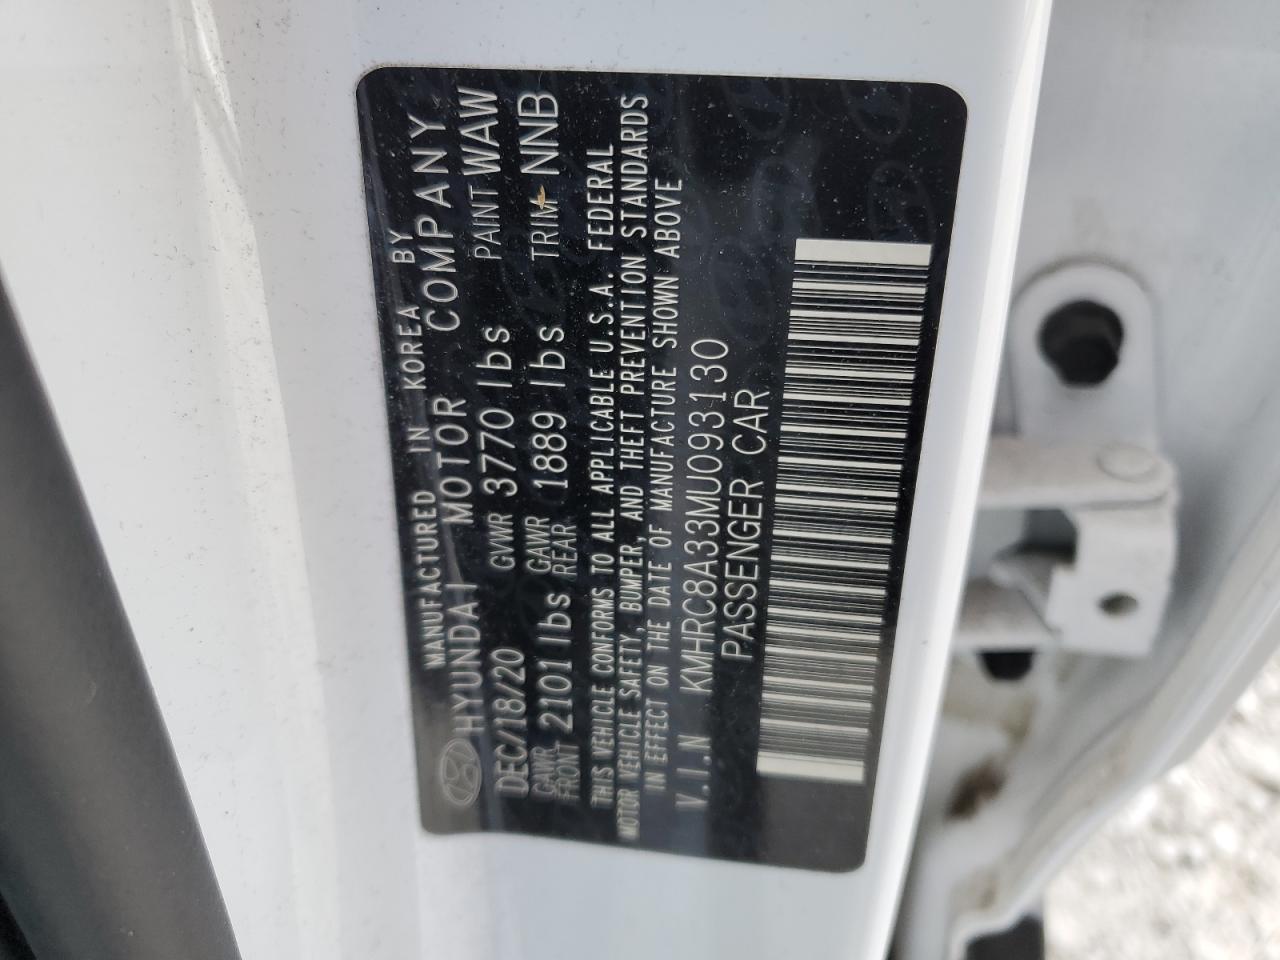 MANUFACTURED IN KOREA BY
HYUNDAI MOTOR COMPANY
DEC/18/20 GVWR 3770 lbs PAINT WAW
GAWR FRONT 2101 lbs GAWR REAR 1889 lbs TRIM NNB
THIS VEHICLE CONFORMS TO ALL APPLICABLE U.S.A. FEDERAL
MOTOR VEHICLE SAFETY, BUMPER, AND THEFT PREVENTION STANDARDS
IN EFFECT ON THE DATE OF MANUFACTURE SHOWN ABOVE
V.I.N KMHRC8A33MU093130
PASSENGER CAR